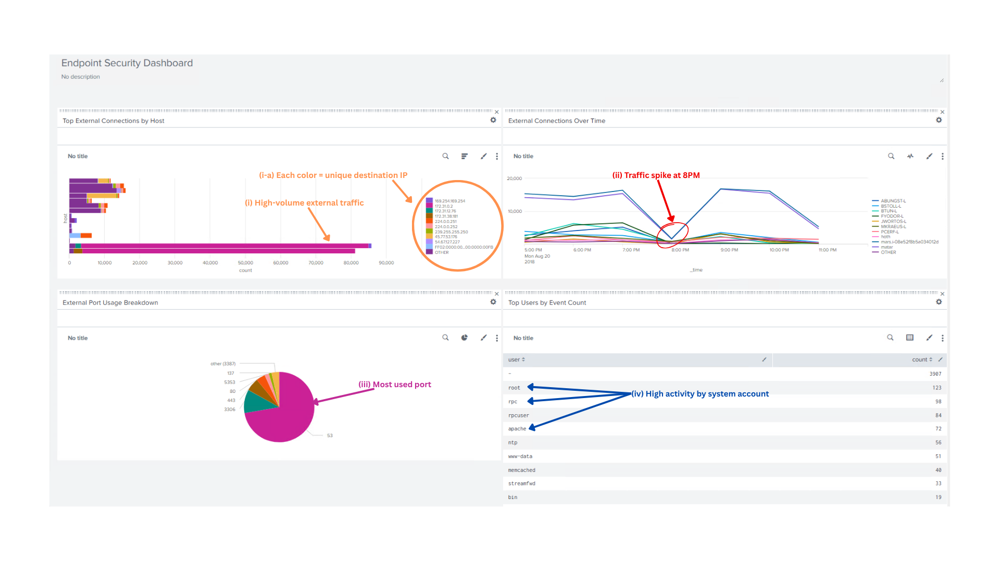 Endpoint Security Dashboard
No description
Top External Connections by Host
No title
(i-a) Each color = unique destination IP
(i) High-volume external traffic
host
169.254.169.254
172.31.0.2
172.31.12.76
172.31.38.181
224.0.0.251
224.0.0.252
239.255.255.250
45.77.53.176
54.67.127.227
FF02:0000:00...00:0000:00FB
OTHER
0 10,000 20,000 30,000 40,000 50,000 60,000 70,000 80,000 90,000
count
External Connections Over Time
No title
(ii) Traffic spike at 8PM
20,000
10,000
ABUNGST-L
BSTOLL-L
BTUN-L
FYODOR-L
JWORTOS-L
MKRAEUS-L
PCERF-L
hoth
mars.i-08e52f8b5a034012d
matar
OTHER
5:00 PM 6:00 PM 7:00 PM 8:00 PM 9:00 PM 10:00 PM 11:00 PM
Mon Aug 20
2018
_time
External Port Usage Breakdown
No title
other (3387)
137
5353
80
443
3306
53
(iii) Most used port
Top Users by Event Count
No title
user count
- 3907
root 123
(iv) High activity by system account
rpc 98
rpcuser 84
apache 72
ntp 56
www-data 51
memcached 40
streamfwd 33
bin 19